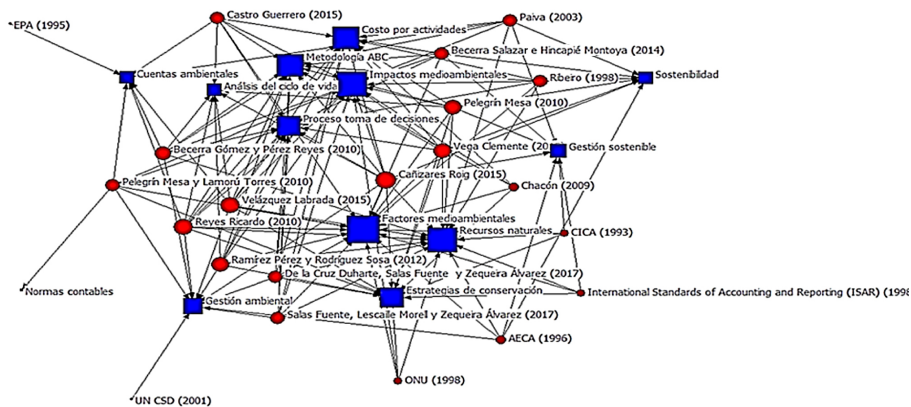 Castro Guerrero (2015)
Paiva (2003)
EPA (1995)
Costo por actividades
Becerra Salazar e Hincapié Montoya (2014)
Metodología ABC
Cuentas ambientales
Impactos medioambientales
Ribeiro (1998)
Sostenibilidad
Análsis del ciclo de vida
Pelegrín Mesa (2010)
Proceso toma de decisiones
Becerra Gómez y Pérez Reyes (2010)
Vega Clemente
Gestión sostenible
Pelegrín Mesa y Lamorú Torres (2010)
Cañizares Roig (2015)
Chacón (2009)
Velázquez Labrada (2015)
Reyes Ricardo (2010)
Factores medioambientales
Recursos naturales
CICA (1993)
Ramírez Pérez y Rodríguez Sosa (2012)
De la Cruz Duharte, Salas Fuente y Zequeira Álvarez (2017)
Normas contables
Gestión ambiental
Estrategias de conservación
International Standards of Accounting and Reporting (ISAR) (1998
Salas Fuente, Lescaille Morell y Zequeira Álvarez (2017)
AECA (1996)
ONU (1998)
UN CSD (2001)